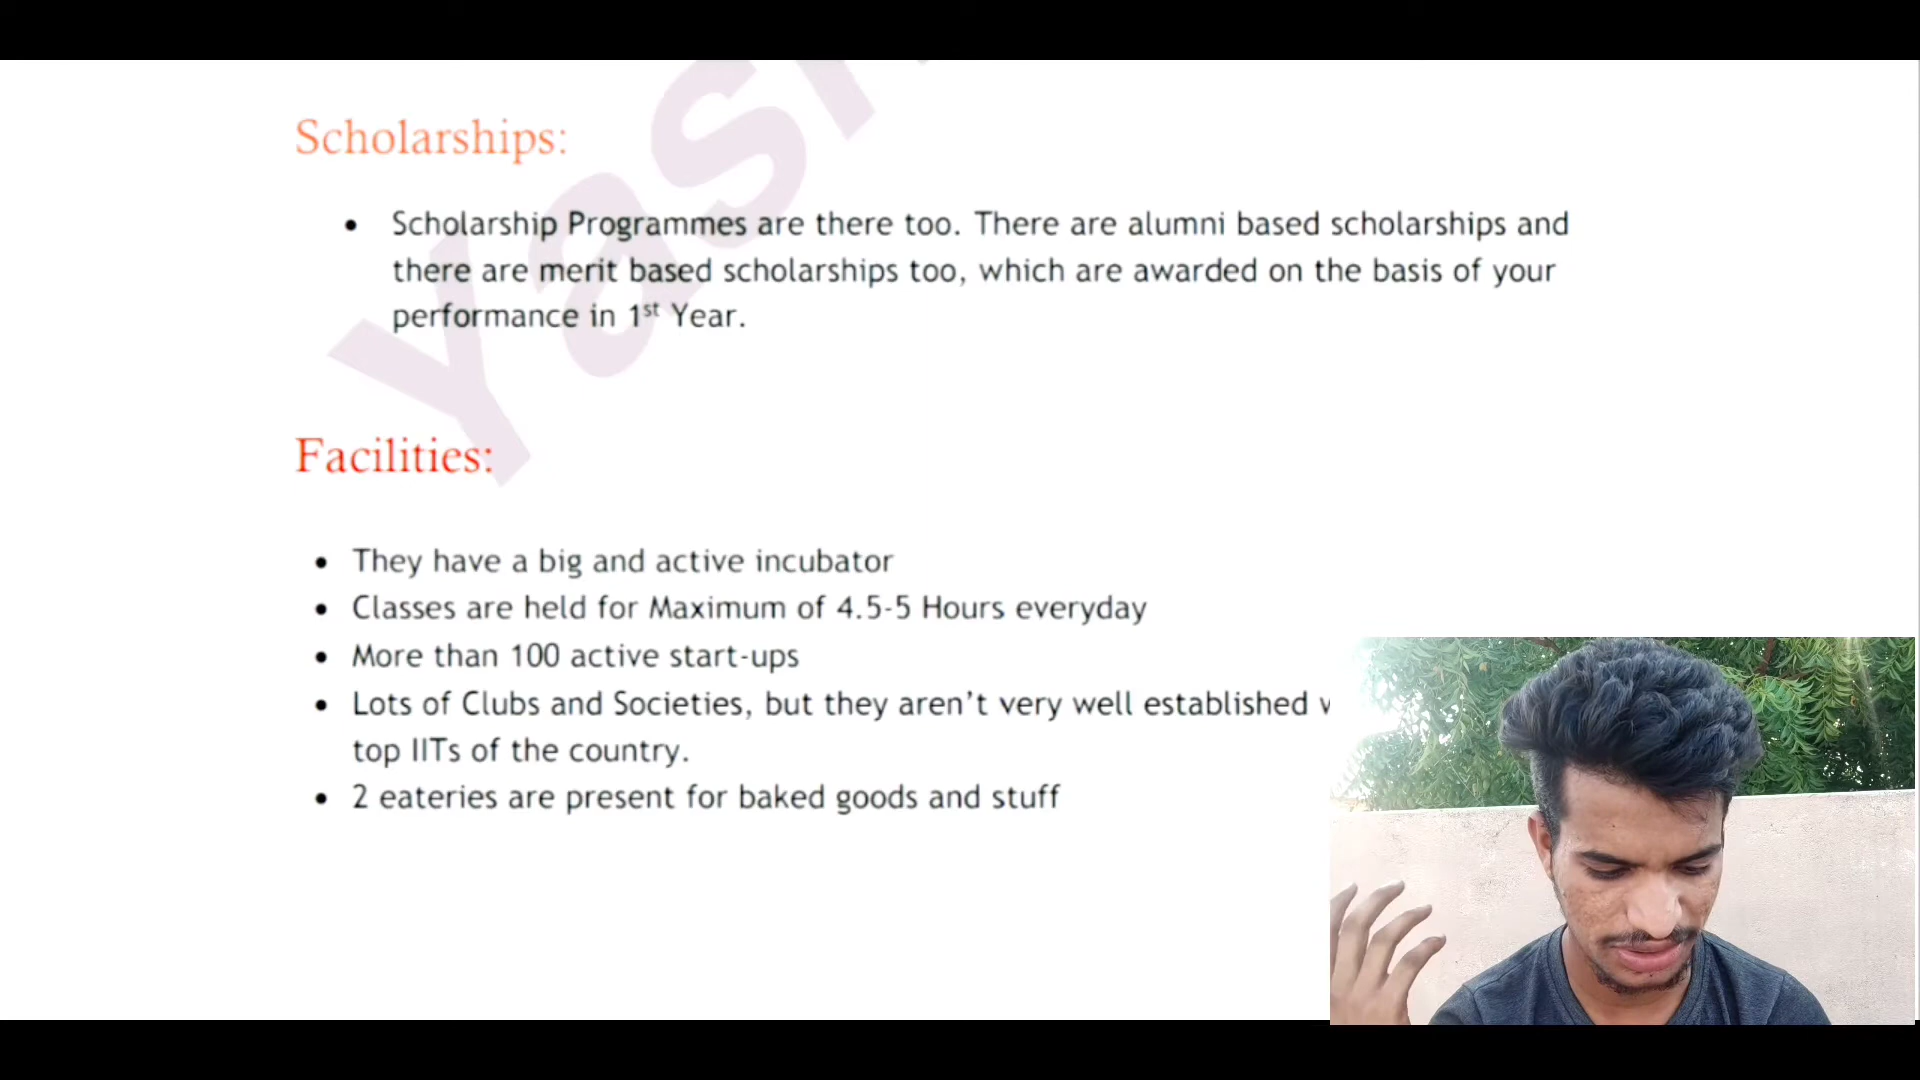 Scholarships:
• Scholarship Programmes are there too. There are alumni based scholarships and
there are merit based scholarships too, which are awarded on the basis of your
performance in 1st Year.
Facilities:
• They have a big and active incubator
• Classes are held for Maximum of 4.5-5 Hours everyday
• More than 100 active start-ups
• Lots of Clubs and Societies, but they aren't very well established
top IITs of the country.
• 2 eateries are present for baked goods and stuff